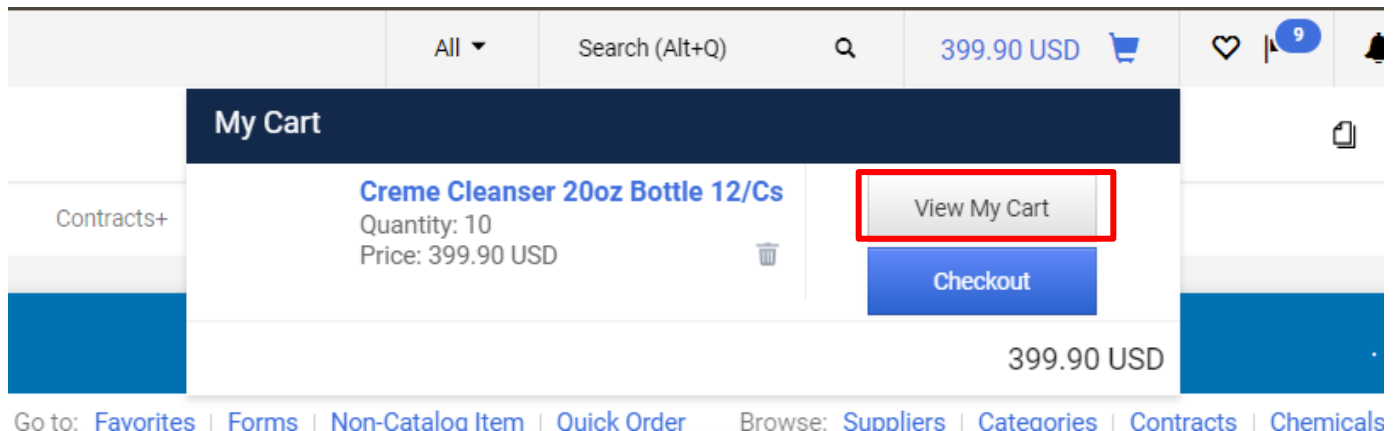 All Search (Alt+Q) 399.90 USD 9
My Cart
Creme Cleanser 20oz Bottle 12/Cs
Quantity: 10
Price: 399.90 USD
View My Cart
Checkout
Contracts+
399.90 USD
Go to: Favorites | Forms | Non-Catalog Item | Quick Order Browse: Suppliers | Categories | Contracts | Chemicals